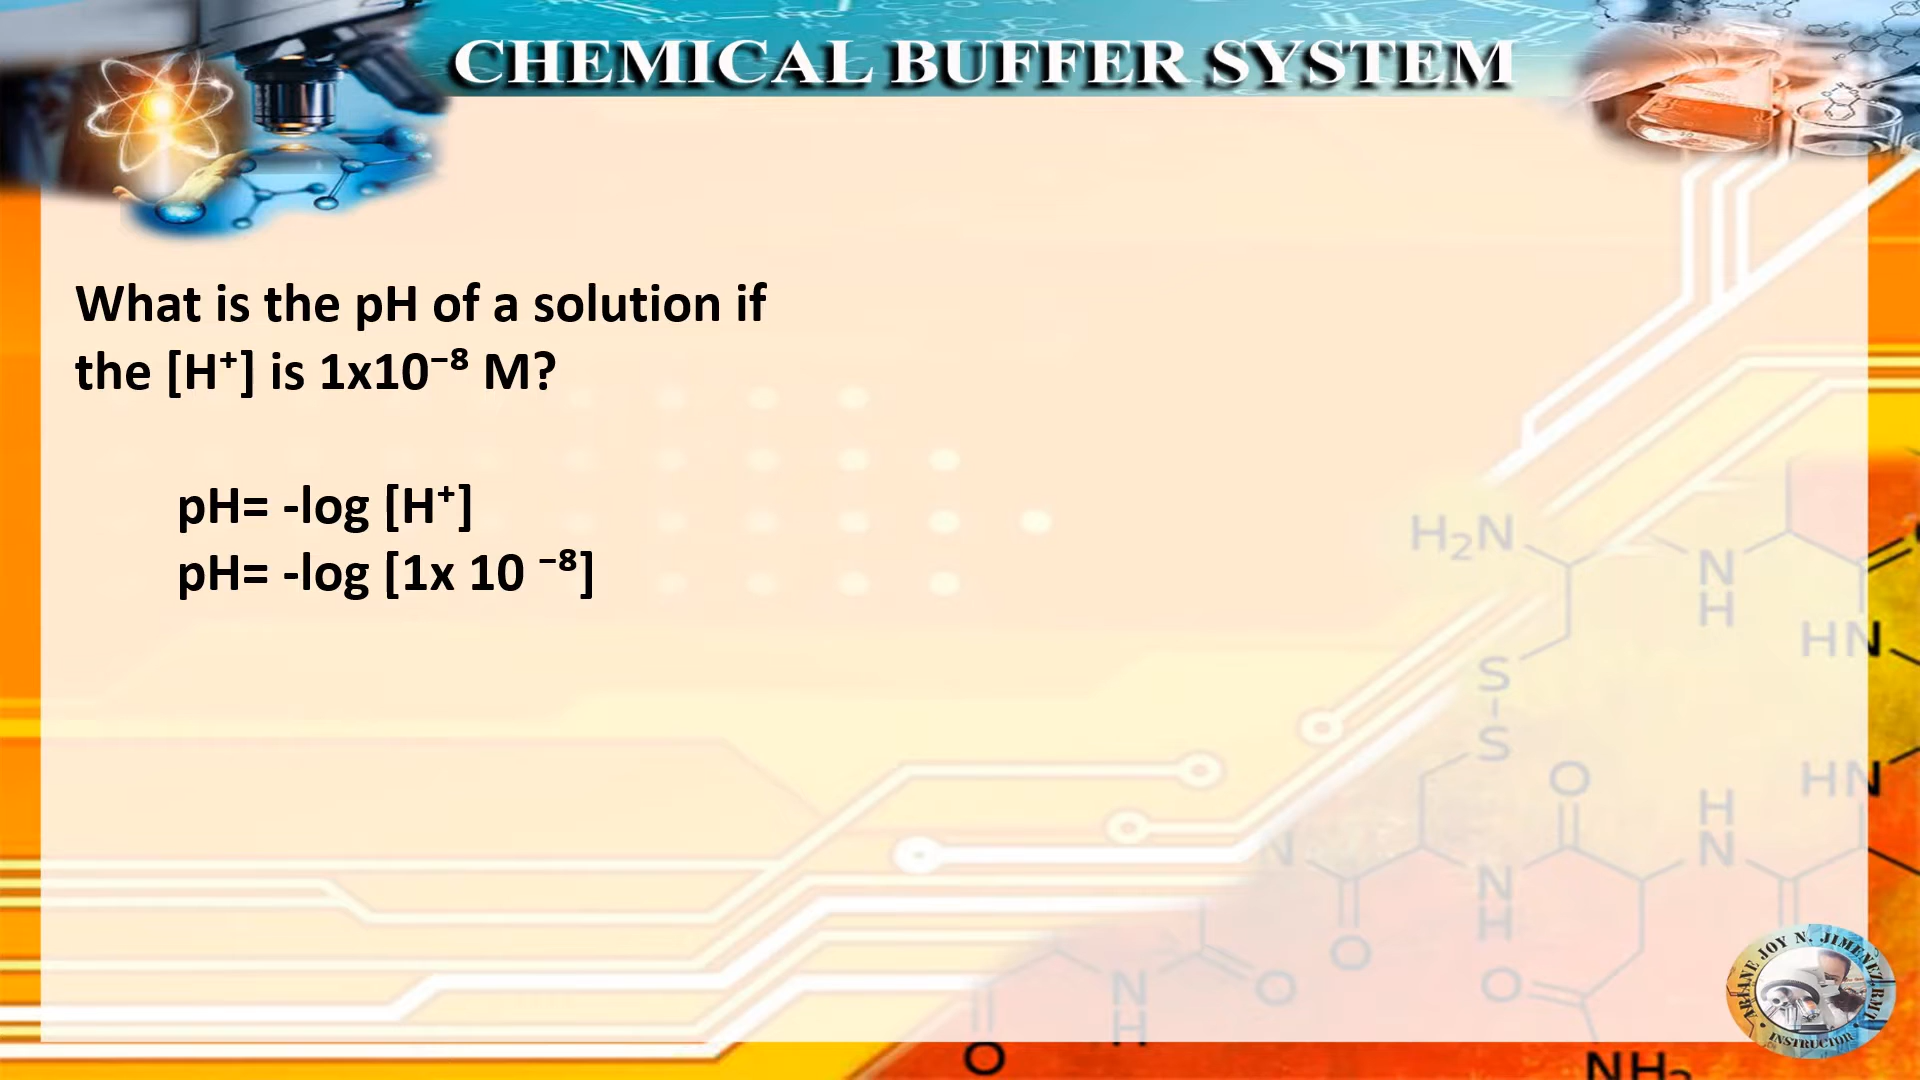 CHEMICAL BUFFER SYSTEM
What is the pH of a solution if
the [H⁺] is 1x10⁻⁸ M?
pH= -log [H⁺]
pH= -log [1x 10 ⁻⁸]
H₂N
N
H
HN
S
S
O
HN
H
N
N
N
H
O
O
O
N
H
O
NH₂
ARIANE JOY N. JIMENEZ, RMT
INSTRUCTOR